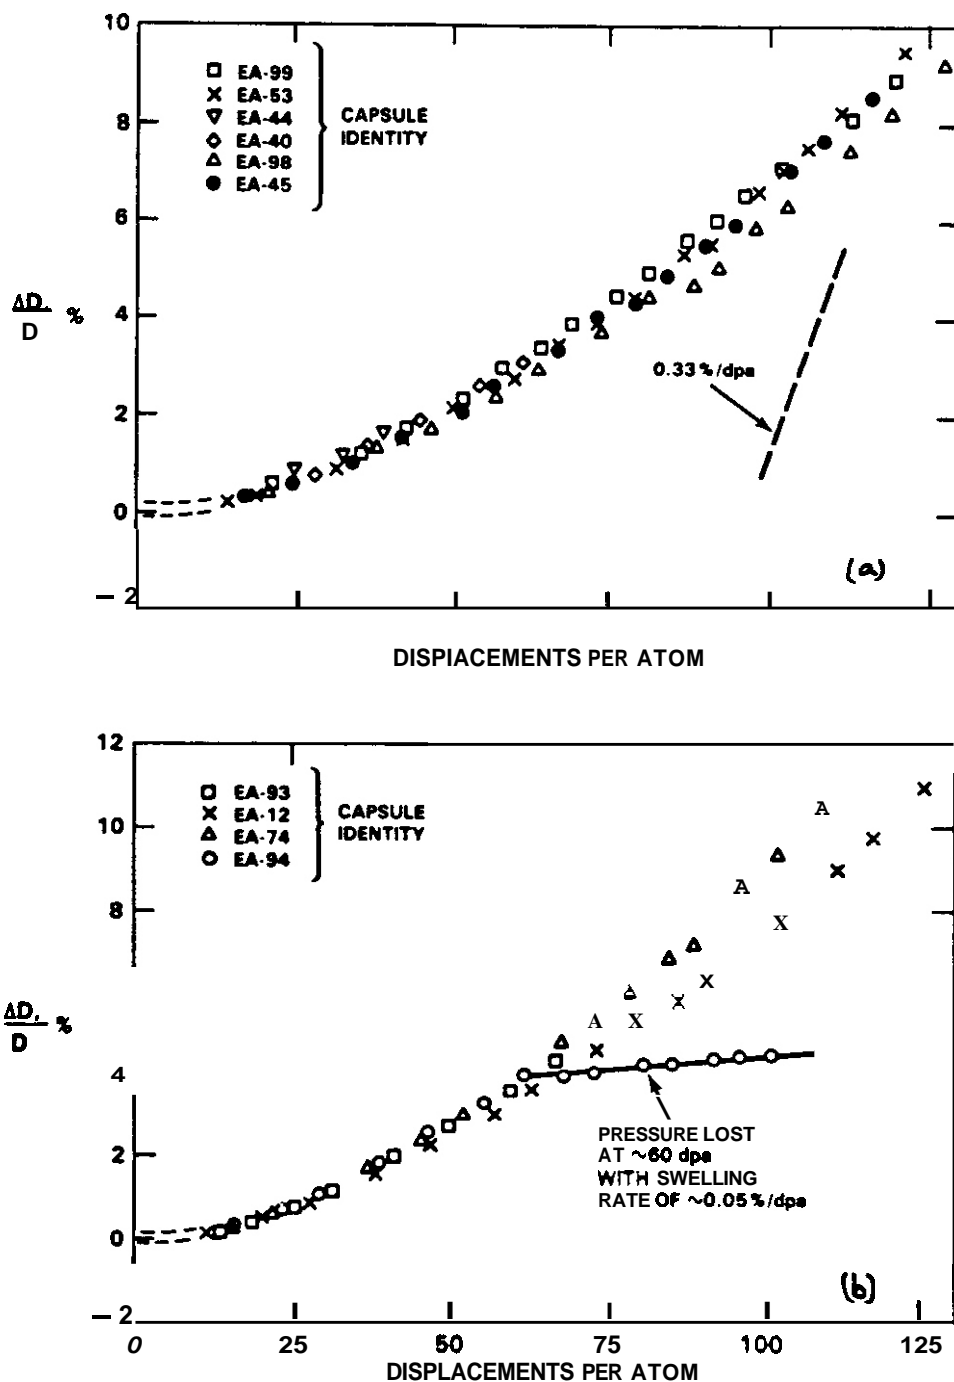 10
EA-99
EA-53
EA-44
EA-40
EA-98
EA-45
CAPSULE
IDENTITY
8
6
ΔD, %
D
4
0.33%/dpa
2
0
(a)
−2
DISPIACEMENTS PER ATOM
12
EA-93
EA-12
EA-74
EA-94
CAPSULE
IDENTITY
10
8
ΔD, %
D
4
PRESSURE LOST
AT ~60 dpa
WITH SWELLING
RATE OF ~0.05%/dpa
2
0
(b)
−2
0 25 50 75 100 125
DISPLACEMENTS PER ATOM